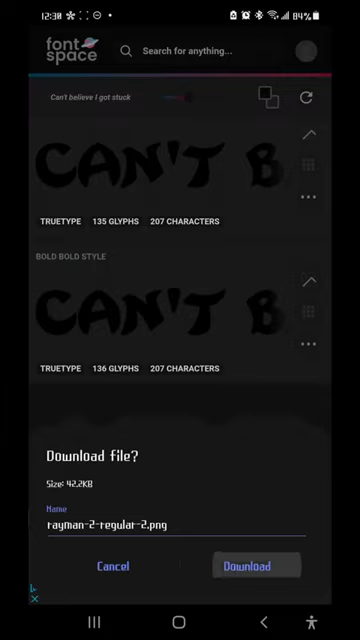 12:30
84%
font
space
Search for anything...
Can't believe I got stuck
CAN'T B
TRUETYPE 135 GLYPHS 207 CHARACTERS
BOLD BOLD STYLE
CAN'T B
TRUETYPE 136 GLYPHS 207 CHARACTERS
Download file?
Size: 42.2KB
Name
rayman-2-regular-2.png
Cancel Download